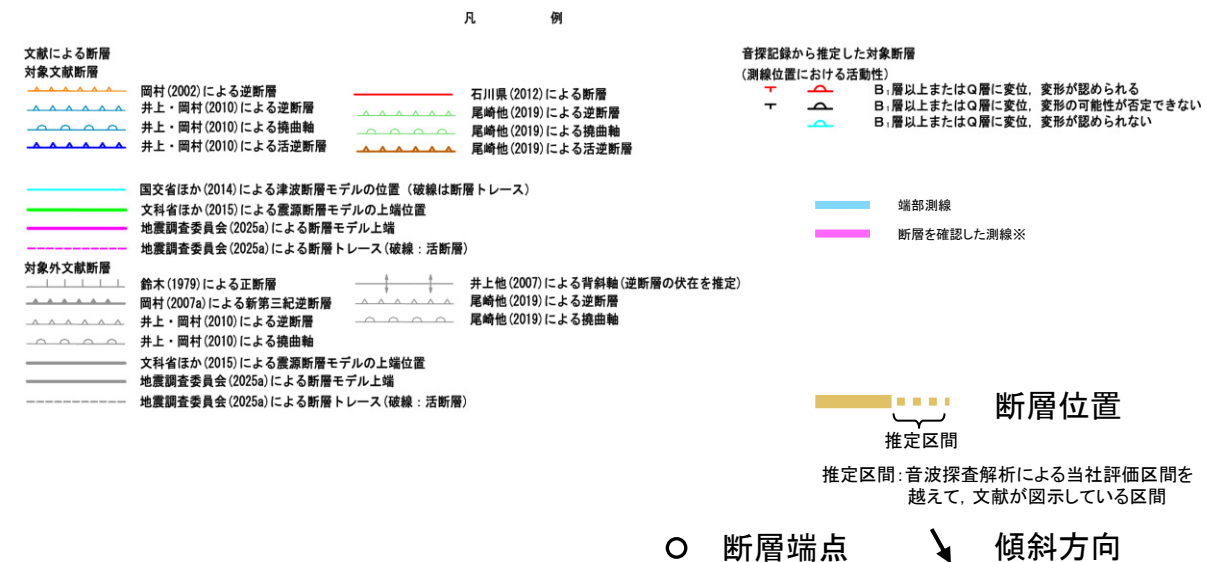 凡　例
文献による断層
対象文献断層
岡村(2002)による逆断層
井上・岡村(2010)による逆断層
井上・岡村(2010)による撓曲軸
井上・岡村(2010)による活逆断層
石川県(2012)による断層
尾崎他(2019)による逆断層
尾崎他(2019)による撓曲軸
尾崎他(2019)による活逆断層
国交省ほか(2014)による津波断層モデルの位置（破線は断層トレース）
文科省ほか(2015)による震源断層モデルの上端位置
地震調査委員会(2025a)による断層モデル上端
地震調査委員会(2025a)による断層トレース(破線：活断層)
対象外文献断層
鈴木(1979)による正断層
岡村(2007a)による新第三紀逆断層
井上・岡村(2010)による逆断層
井上・岡村(2010)による撓曲軸
井上他(2007)による背斜軸(逆断層の伏在を推定)
尾崎他(2019)による逆断層
尾崎他(2019)による撓曲軸
文科省ほか(2015)による震源断層モデルの上端位置
地震調査委員会(2025a)による断層モデル上端
地震調査委員会(2025a)による断層トレース(破線：活断層)
音探記録から推定した対象断層
(測線位置における活動性)
B₁層以上またはQ層に変位，変形が認められる
B₁層以上またはQ層に変位，変形の可能性が否定できない
B₁層以上またはQ層に変位，変形が認められない
端部測線
断層を確認した測線※
断層位置
推定区間
推定区間：音波探査解析による当社評価区間を
越えて，文献が図示している区間
断層端点
傾斜方向